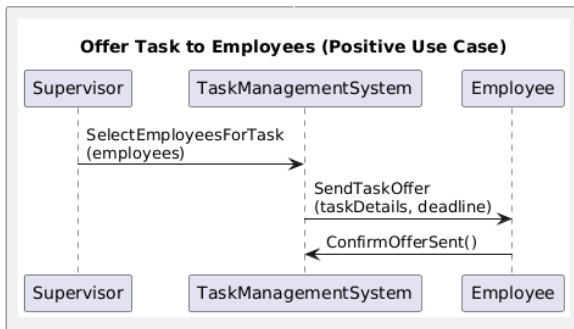 Offer Task to Employees (Positive Use Case)
Supervisor TaskManagementSystem Employee
SelectEmployeesForTask
(employees)
SendTaskOffer
(taskDetails, deadline)
ConfirmOfferSent()
Supervisor TaskManagementSystem Employee